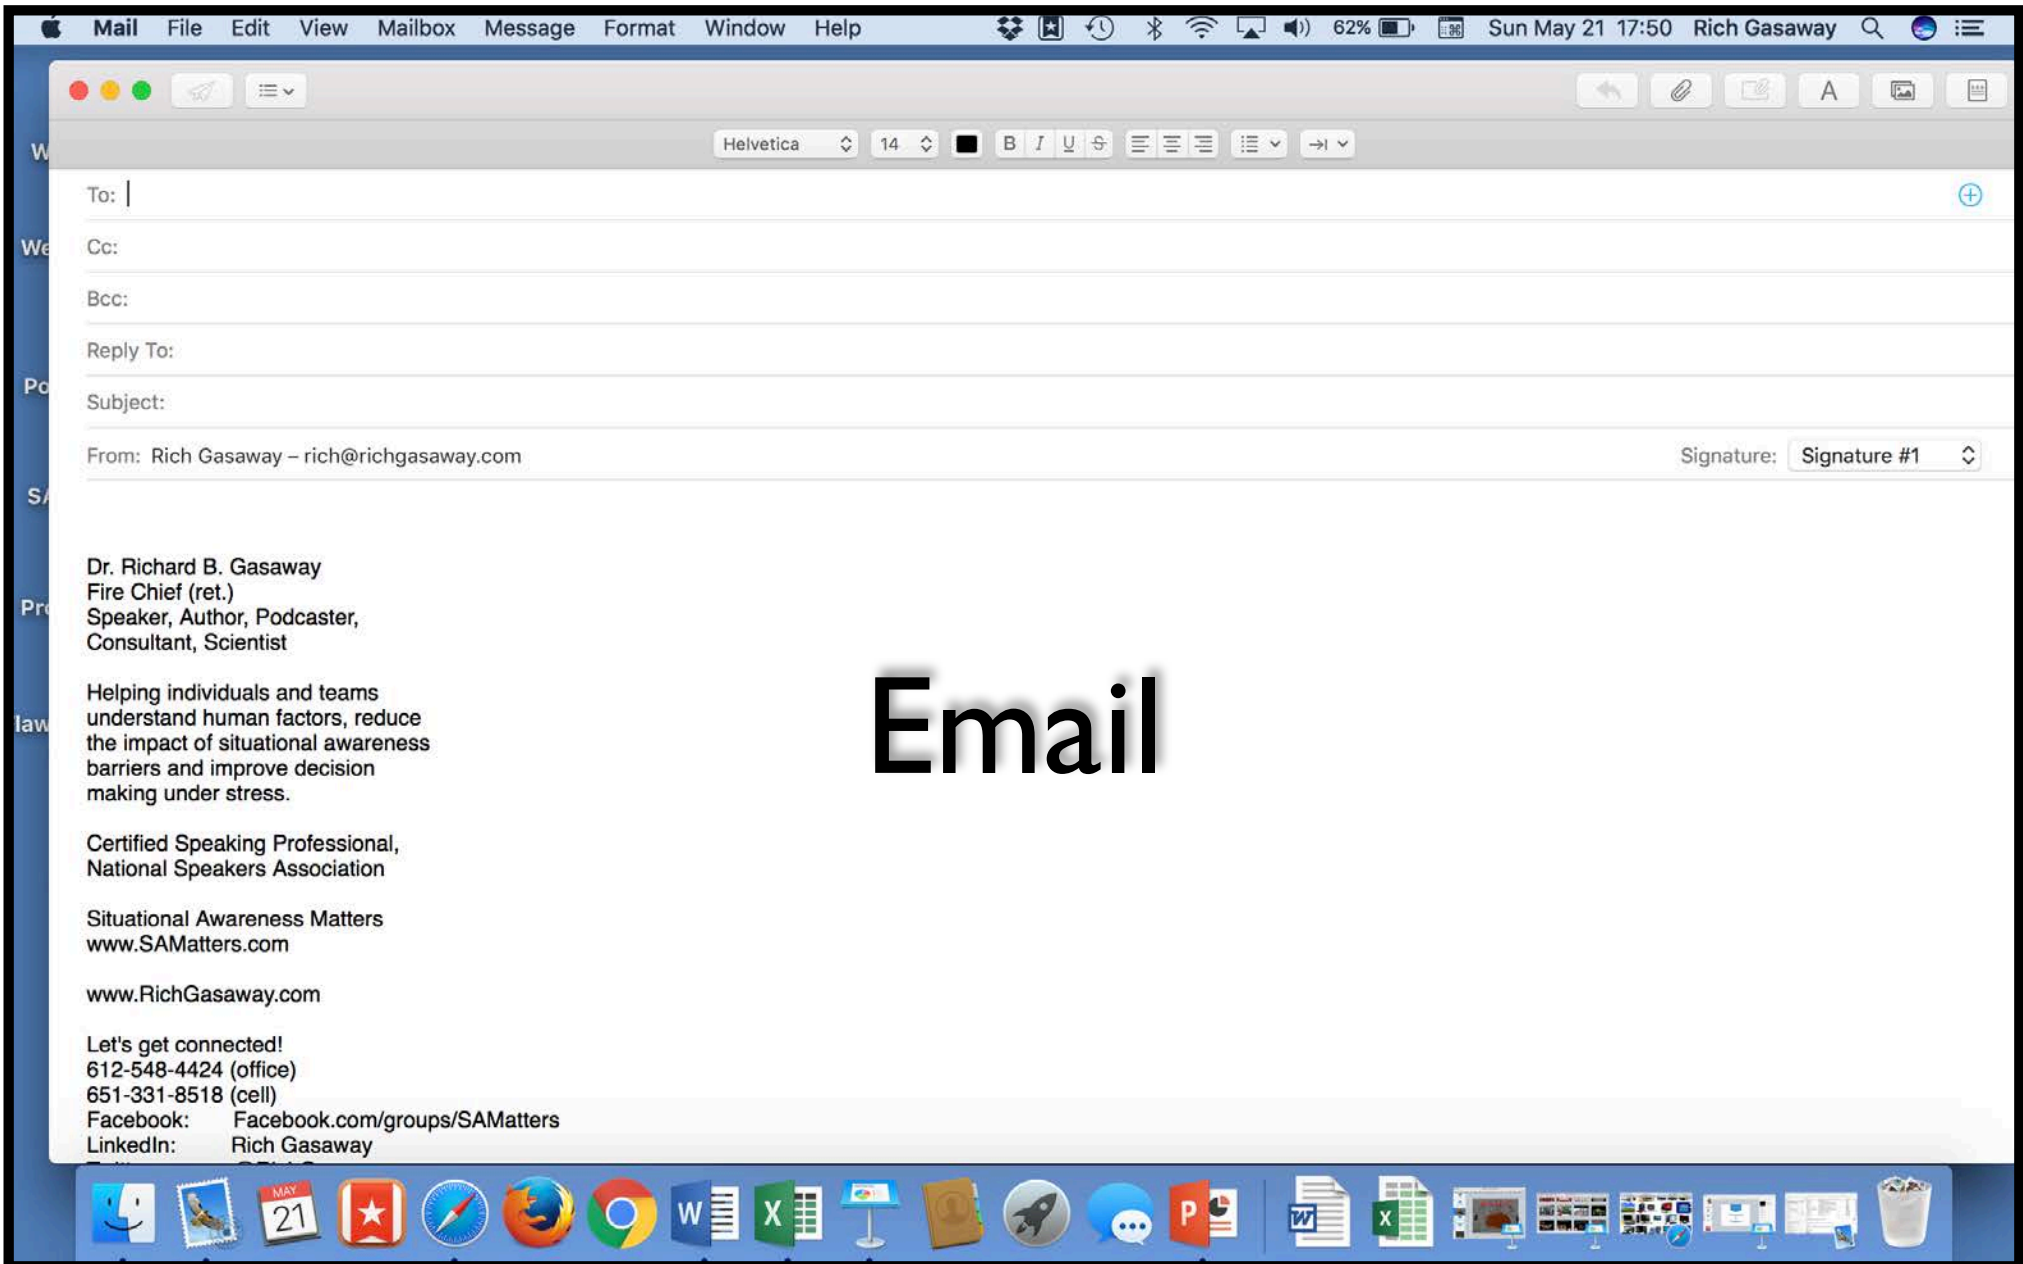 Mail File Edit View Mailbox Message Format Window Help 62% Sun May 21 17:50 Rich Gasaway
Helvetica 14 B I U S
A
To:
Cc:
Bcc:
Reply To:
Subject:
From: Rich Gasaway – rich@richgasaway.com Signature: Signature #1
Dr. Richard B. Gasaway
Fire Chief (ret.)
Speaker, Author, Podcaster,
Consultant, Scientist
Helping individuals and teams
understand human factors, reduce
the impact of situational awareness
barriers and improve decision
making under stress.
Certified Speaking Professional,
National Speakers Association
Situational Awareness Matters
www.SAMatters.com
www.RichGasaway.com
Let's get connected!
612-548-4424 (office)
651-331-8518 (cell)
Facebook: Facebook.com/groups/SAMatters
LinkedIn: Rich Gasaway
Email
MAY
21
W
X
P
W
X